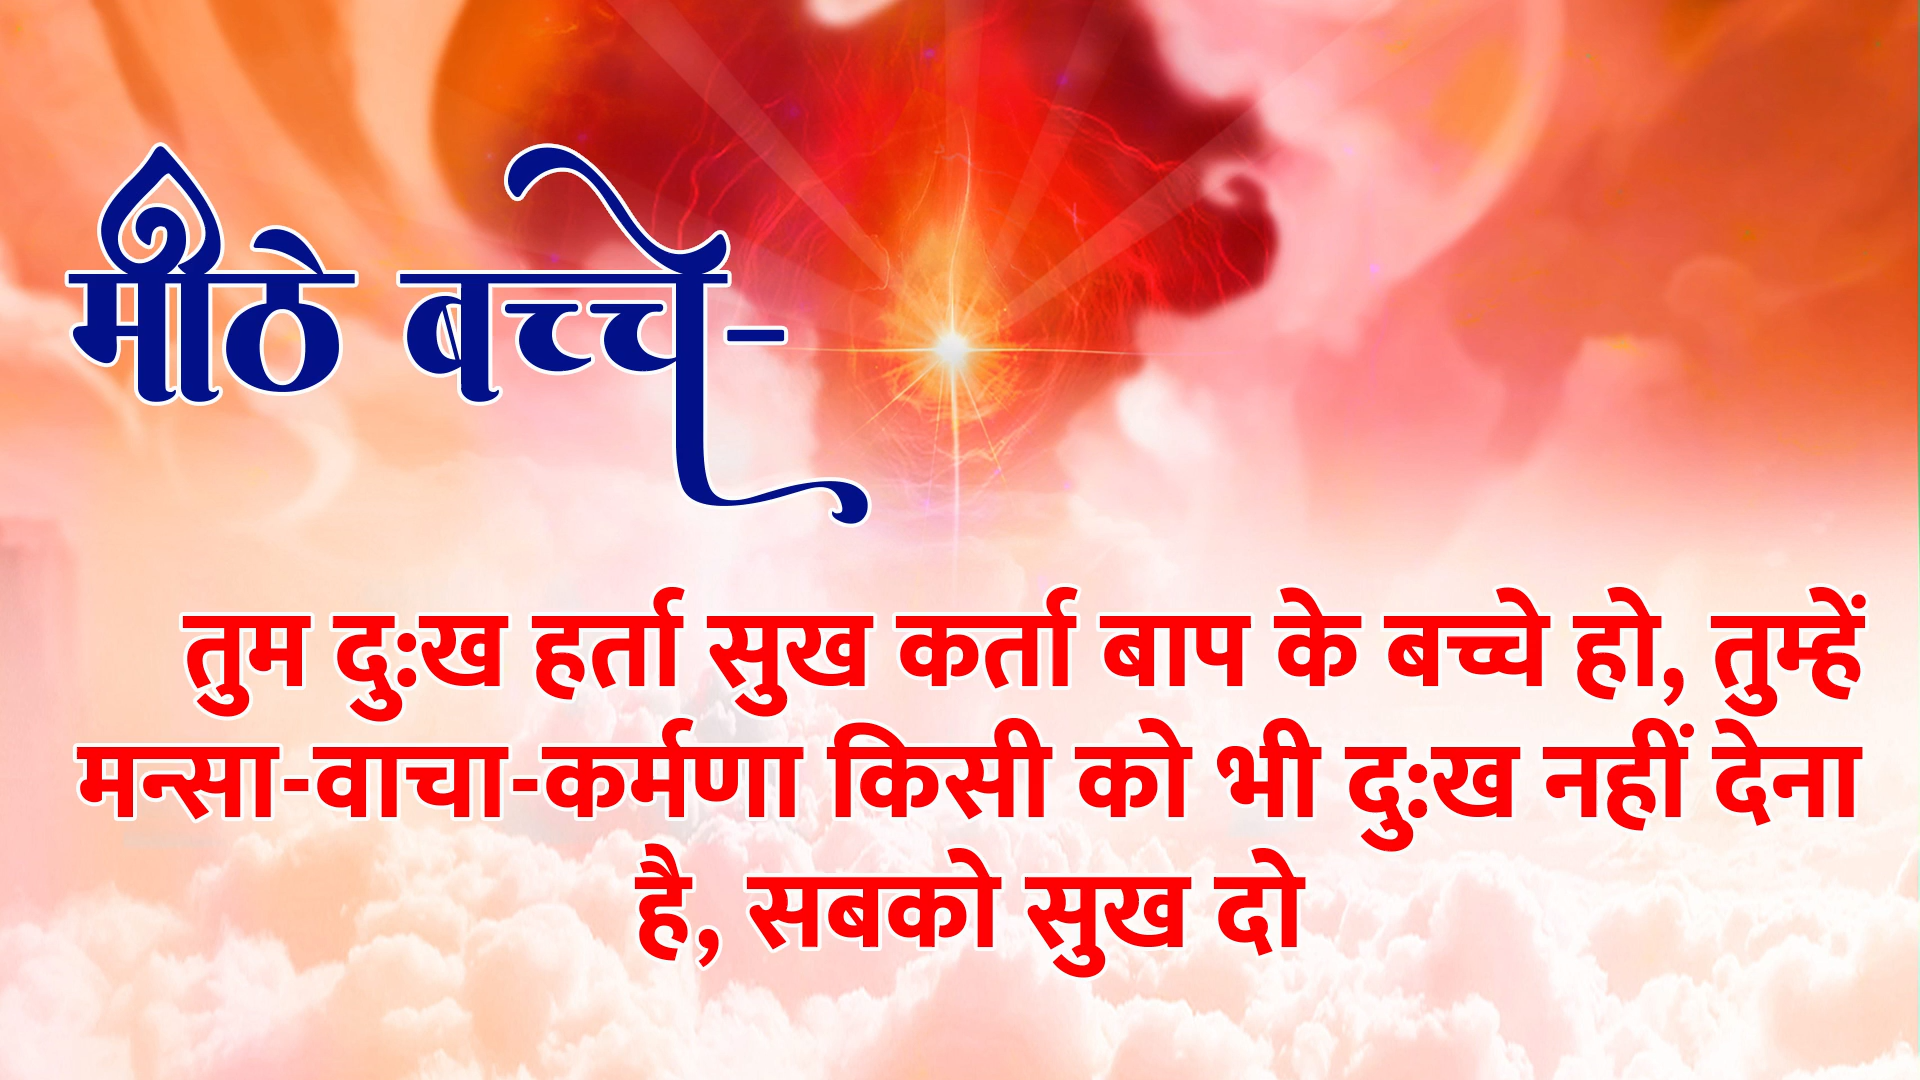 मीठे बच्चे-
तुम दु:ख हर्ता सुख कर्ता बाप के बच्चे हो, तुम्हें
मन्सा-वाचा-कर्मणा किसी को भी दु:ख नहीं देना
है, सबको सुख दो